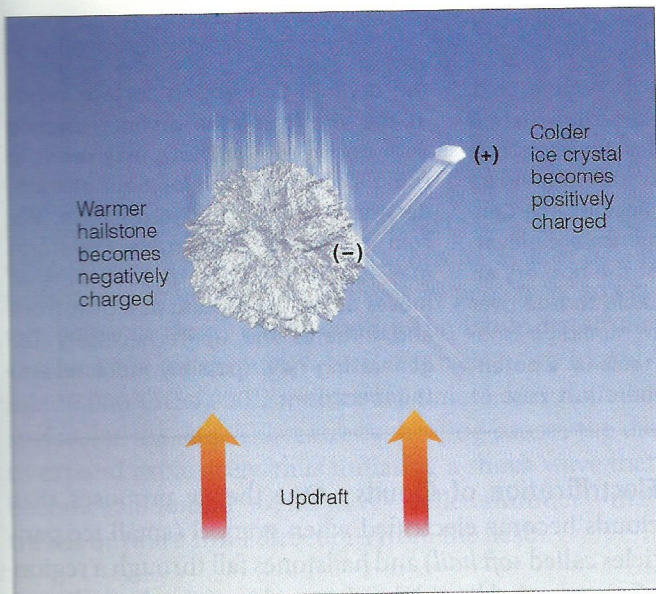 Warmer
hailstone
becomes
negatively
charged
(–)
(+)
Colder
ice crystal
becomes
positively
charged
Updraft